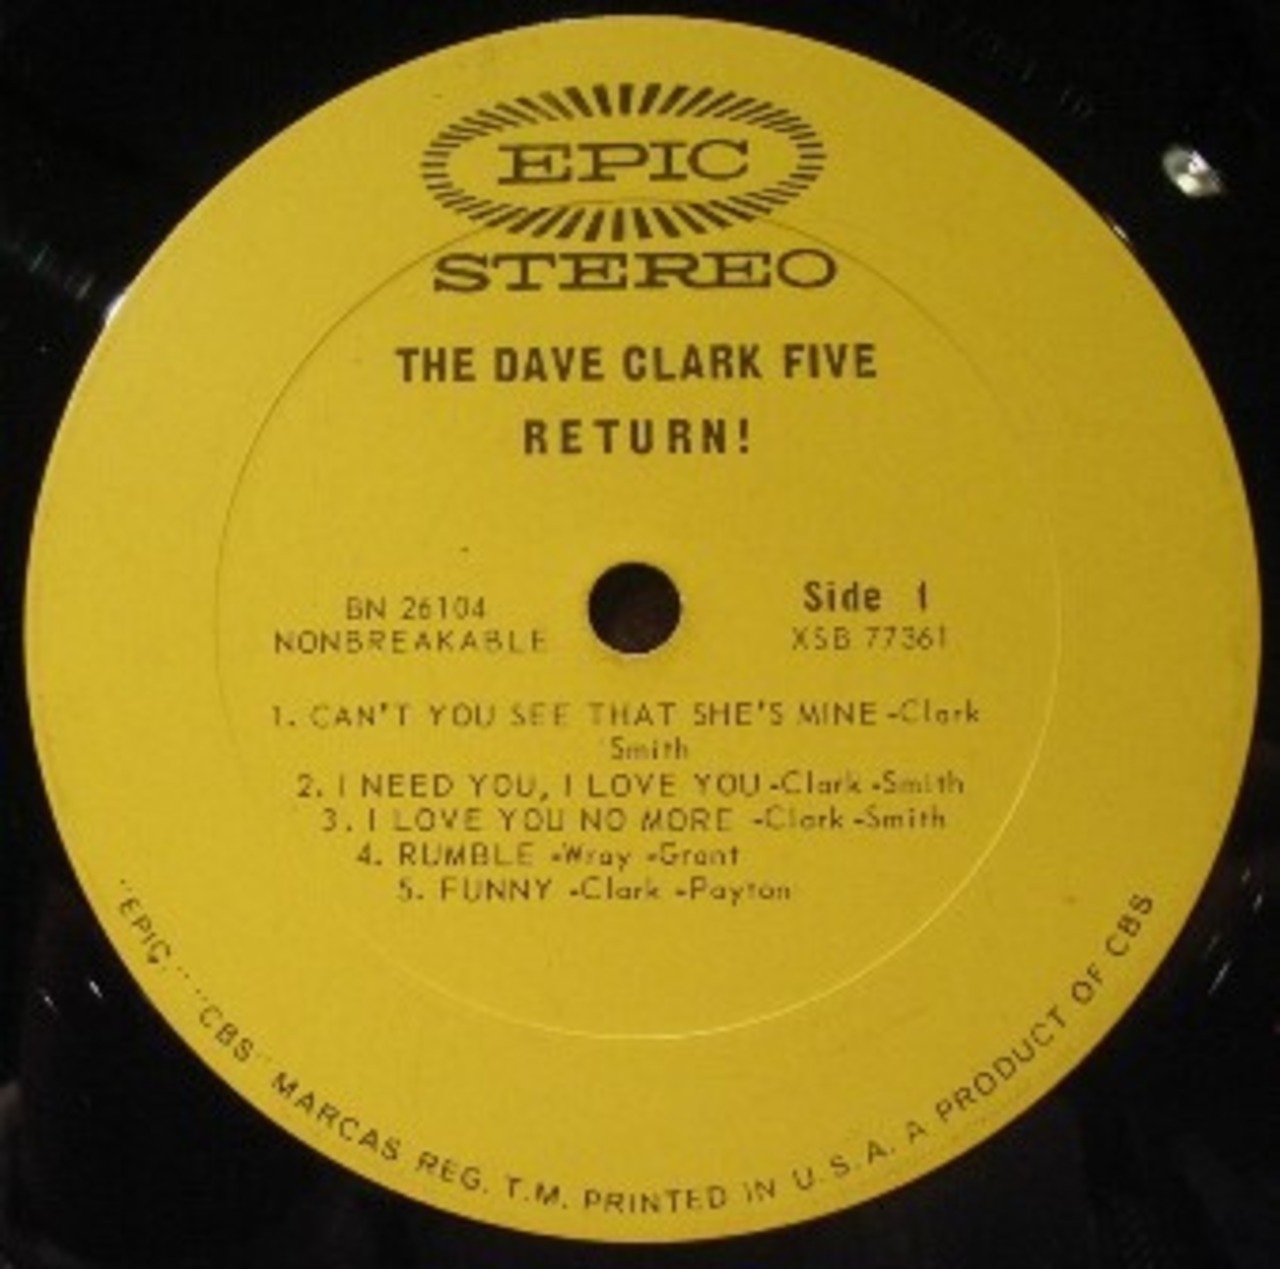 EPIC
STEREO
THE DAVE CLARK FIVE
RETURN!
BN 26104
NONBREAKABLE
Side 1
XSB 77361
1. CAN'T YOU SEE THAT SHE'S MINE -Clark
Smith
2. I NEED YOU, I LOVE YOU -Clark -Smith
3. I LOVE YOU NO MORE -Clark -Smith
4. RUMBLE -Wray -Grant
5. FUNNY -Clark -Payton
"EPIC," "CBS" MARCAS REG. T.M. PRINTED IN U.S.A. A PRODUCT OF CBS